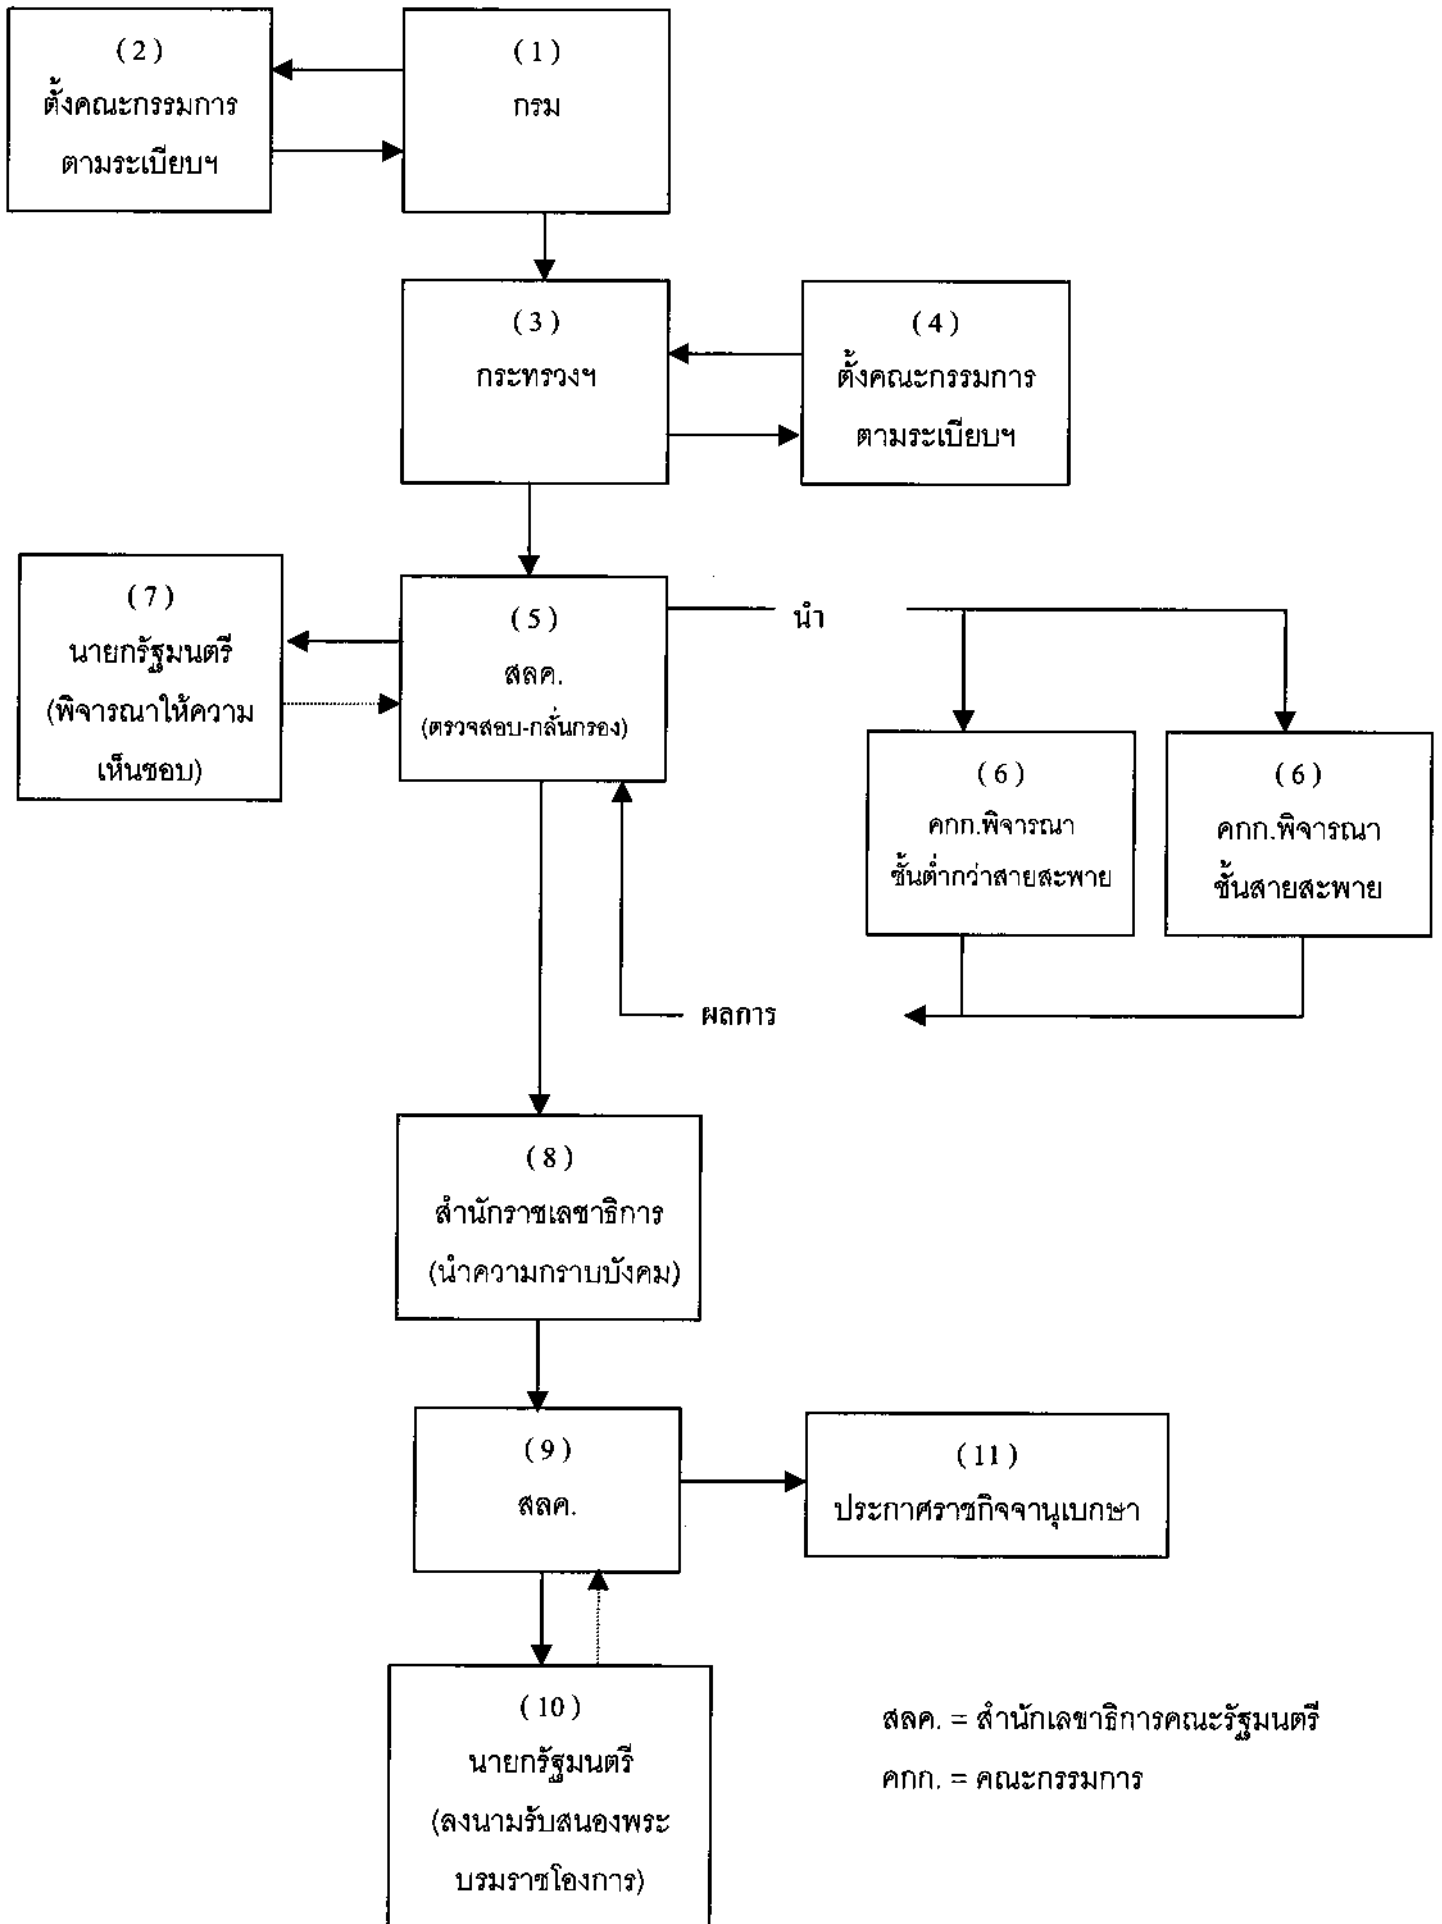 ( 2 )
ตั้งคณะกรรมการ
ตามระเบียบฯ
( 1 )
กรม
( 3 )
กระทรวงฯ
( 4 )
ตั้งคณะกรรมการ
ตามระเบียบฯ
( 7 )
นายกรัฐมนตรี
(พิจารณาให้ความ
เห็นชอบ)
( 5 )
สลค.
(ตรวจสอบ-กลั่นกรอง)
นำ
( 6 )
คกก.พิจารณา
ชั้นต่ำกว่าสายสะพาย
( 6 )
คกก.พิจารณา
ชั้นสายสะพาย
ผลการ
( 8 )
สำนักราชเลขาธิการ
(นำความกราบบังคม)
( 9 )
สลค.
( 11 )
ประกาศราชกิจจานุเบกษา
( 10 )
นายกรัฐมนตรี
(ลงนามรับสนองพระ
บรมราชโองการ)
สลค. = สำนักเลขาธิการคณะรัฐมนตรี
คกก. = คณะกรรมการ